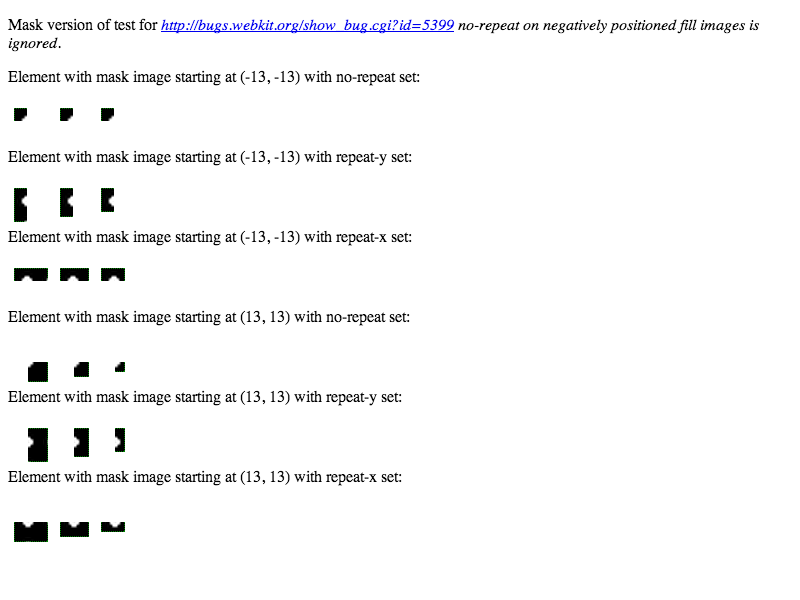 Mask version of test for http://bugs.webkit.org/show_bug.cgi?id=5399 no-repeat on negatively positioned fill images is
ignored.
Element with mask image starting at (-13, -13) with no-repeat set:
Element with mask image starting at (-13, -13) with repeat-y set:
Element with mask image starting at (-13, -13) with repeat-x set:
Element with mask image starting at (13, 13) with no-repeat set:
Element with mask image starting at (13, 13) with repeat-y set:
Element with mask image starting at (13, 13) with repeat-x set: